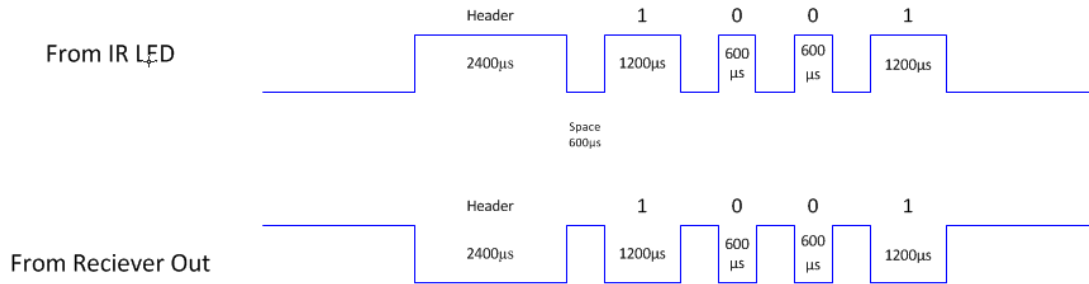 Header 1 0 0 1
From IR LED
2400μs 1200μs 600 μs 600 μs 1200μs
Space
600μs
Header 1 0 0 1
From Reciever Out
2400μs 1200μs 600 μs 600 μs 1200μs